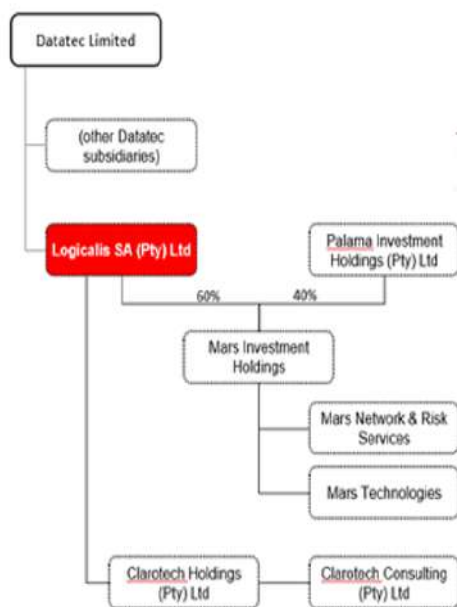 Datatec Limited
(other Datatec
subsidiaries)
Logicalis SA (Pty) Ltd
Palama Investment
Holdings (Pty) Ltd
60%
40%
Mars Investment
Holdings
Mars Network & Risk
Services
Mars Technologies
Clarotech Holdings
(Pty) Ltd
Clarotech Consulting
(Pty) Ltd